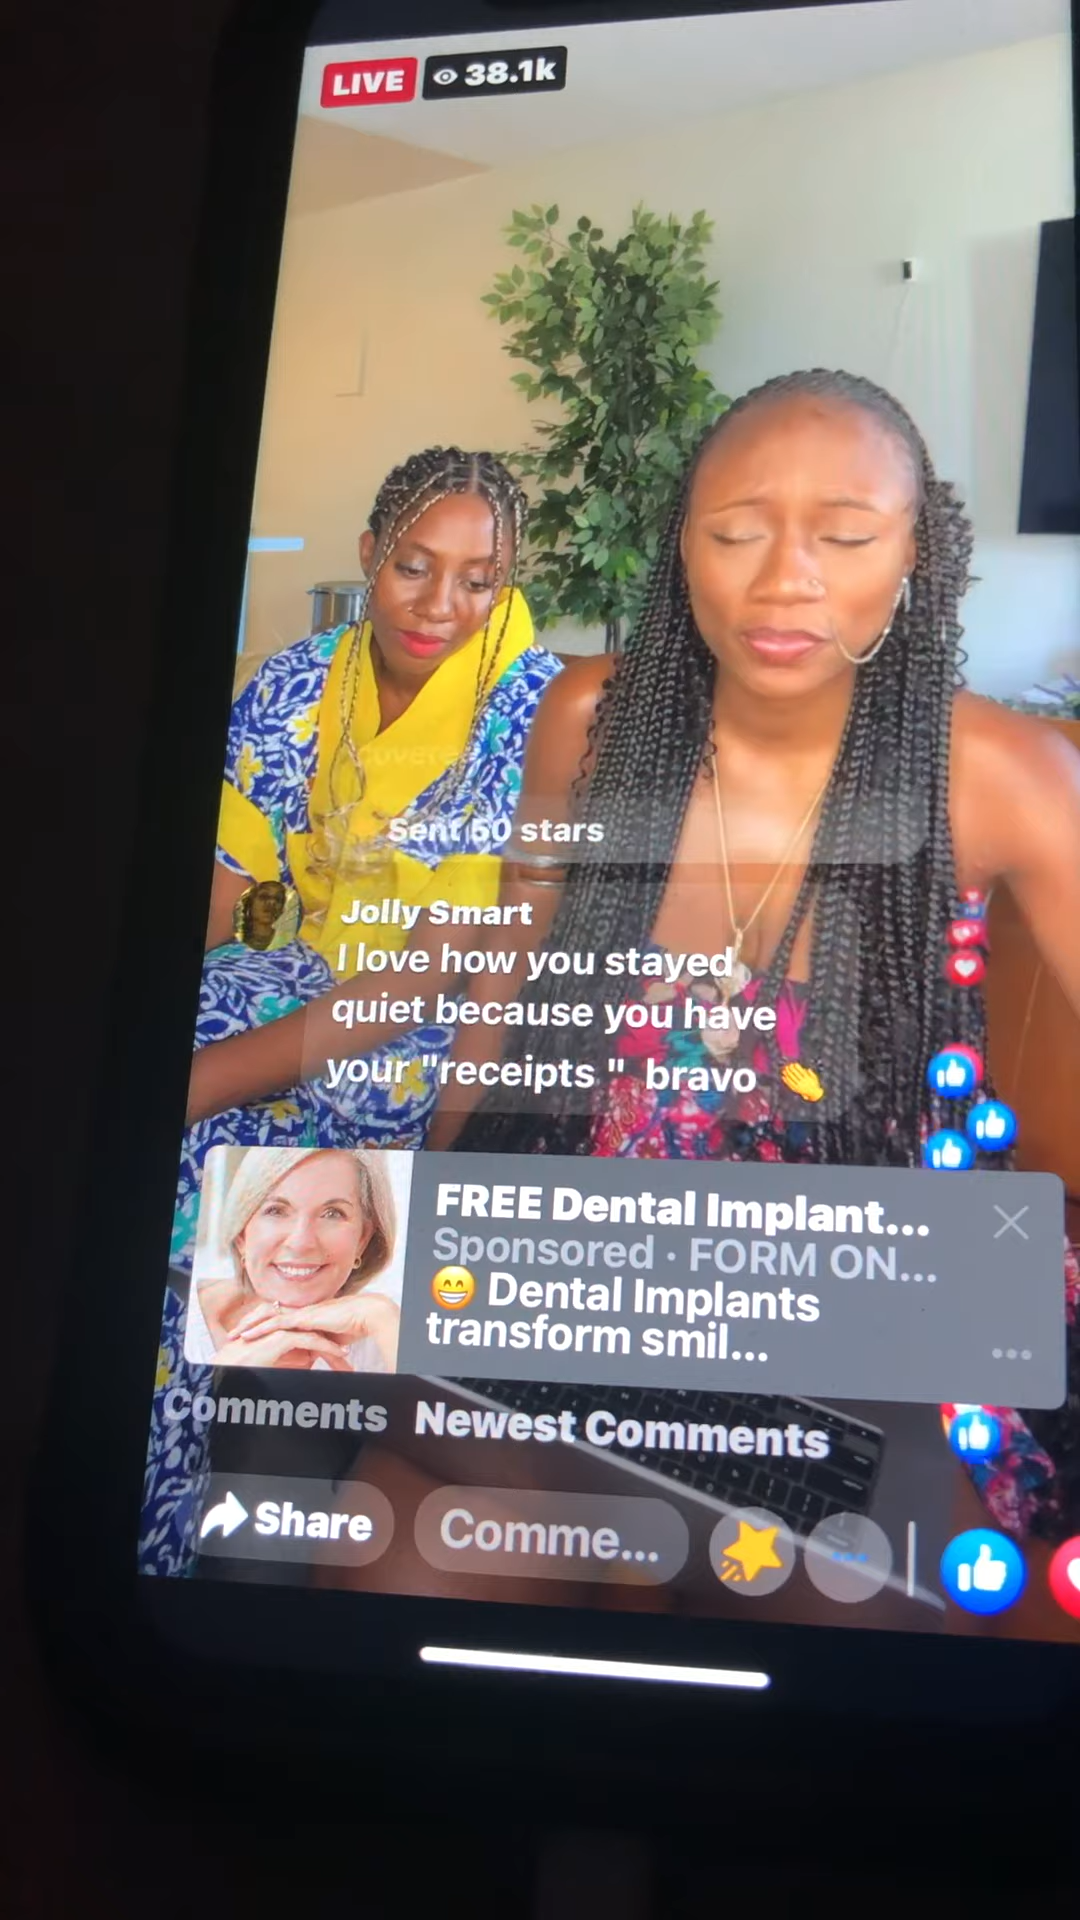 LIVE 38.1k
Sent 50 stars
Jolly Smart
I love how you stayed
quiet because you have
your "receipts " bravo 👏
FREE Dental Implant...
Sponsored · FORM ON...
😁 Dental Implants
transform smil...
Comments Newest Comments
Share Comme...